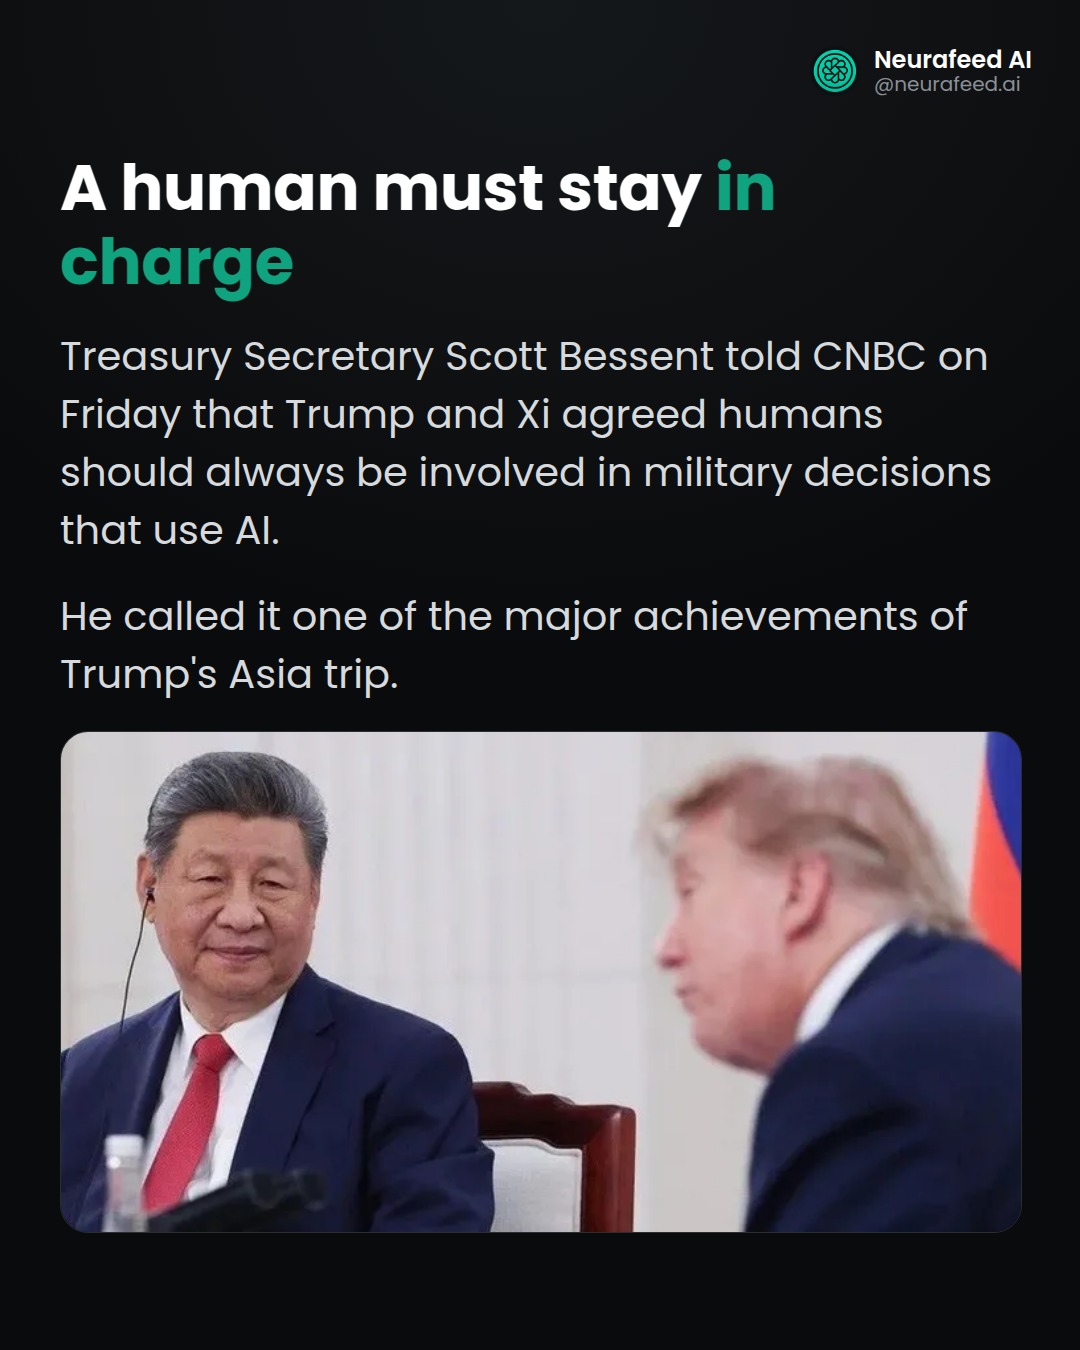 Neurafeed AI
@neurafeed.ai
A human must stay in
charge
Treasury Secretary Scott Bessent told CNBC on
Friday that Trump and Xi agreed humans
should always be involved in military decisions
that use AI.
He called it one of the major achievements of
Trump's Asia trip.